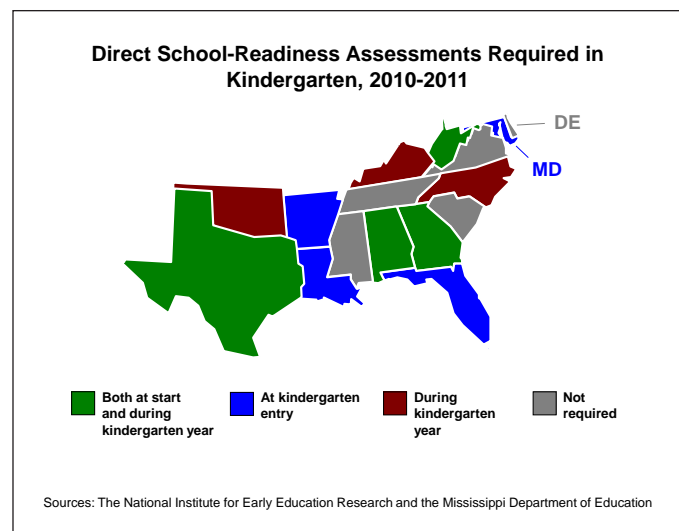 Direct School-Readiness Assessments Required in
Kindergarten, 2010-2011
DE
MD
Both at start
and during
kindergarten year
At kindergarten
entry
During
kindergarten
year
Not
required
Sources: The National Institute for Early Education Research and the Mississippi Department of Education